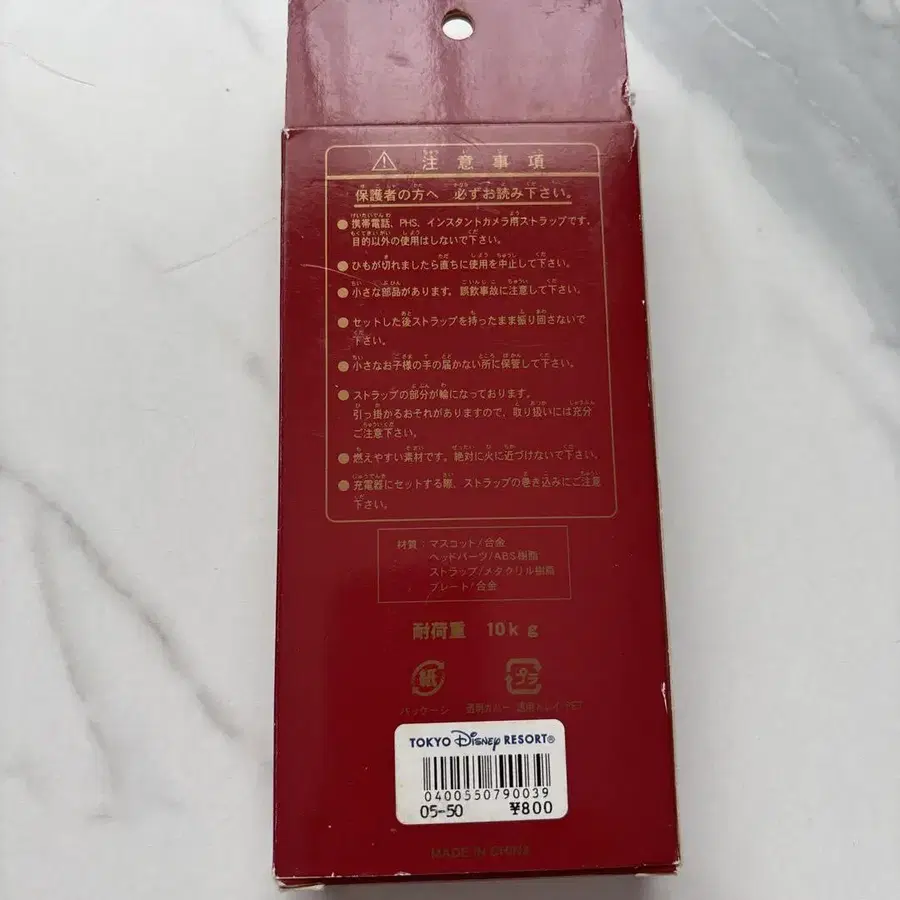 ⚠ 注意事項
保護者の方へ 必ずお読み下さい。
● 携帯電話、PHS、インスタントカメラ用ストラップです。
目的以外の使用はしないで下さい。
● ひもが切れましたら直ちに使用を中止して下さい。
● 小さな部品があります。誤飲事故に注意して下さい。
● セットした後ストラップを持ったまま振り回さないで
下さい。
● 小さなお子様の手の届かない所に保管して下さい。
● ストラップの部分が輪になっております。
引っ掛かるおそれがありますので、取り扱いには充分
ご注意下さい。
● 燃えやすい素材です。絶対に火に近づけないで下さい。
● 充電器にセットする際、ストラップの巻き込みにご注意
下さい。
材質：マスコット/合金
ヘッドパーツ/ABS樹脂
ストラップ/メタクリル樹脂
プレート/合金
耐荷重 10kg
紙 プラ
パッケージ 透明カバー・透明トレイ・PET
TOKYO Disney RESORT®
0400550790039
05-50 ¥800
MADE IN CHINA